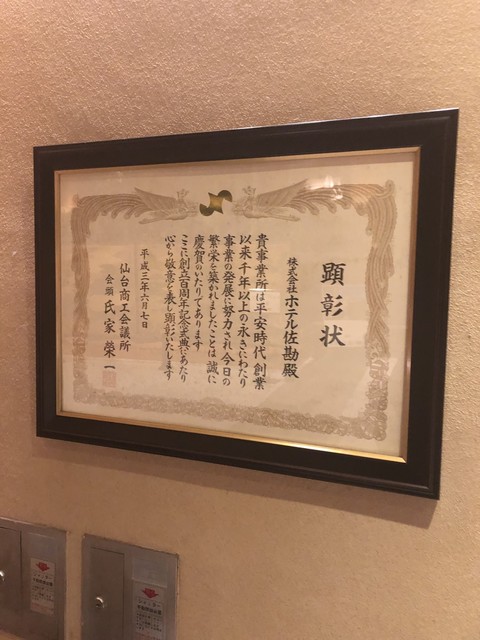 顕彰状
株式会社ホテル佐勘殿
貴事業所は平安時代創業
以来千年以上の永きにわたり
事業の発展に努力され今日の
繁栄を築かれましたことは誠に
慶賀のいたりであります
ここに創立百周年記念式典にあたり
心から敬意を表し顕彰いたします
平成三年六月七日
仙台商工会議所
会頭 氏家榮一